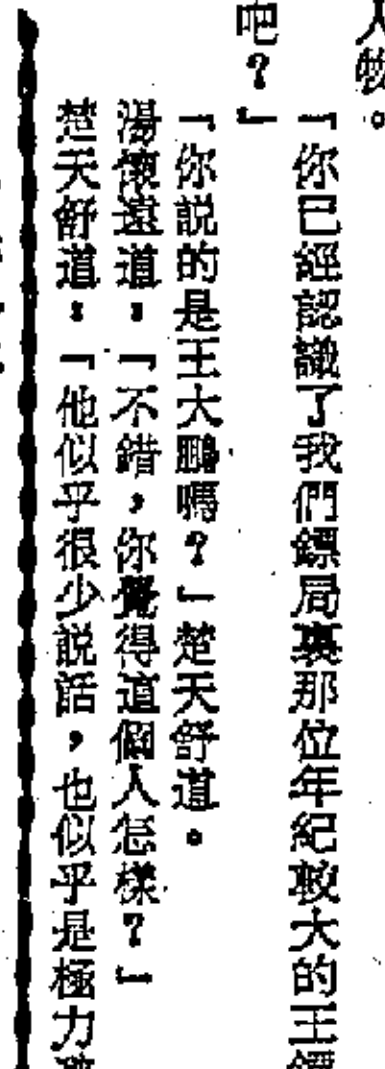 人物。
「你已經認識了我們鏢局裏那位年紀較大的王鏢
吧？」
「你説的是王大鵬嗎？」楚天舒道。
湯懷遠道：「不錯，你覺得這個人怎樣？」
楚天舒道：「他似乎很少説話，也似乎是極力